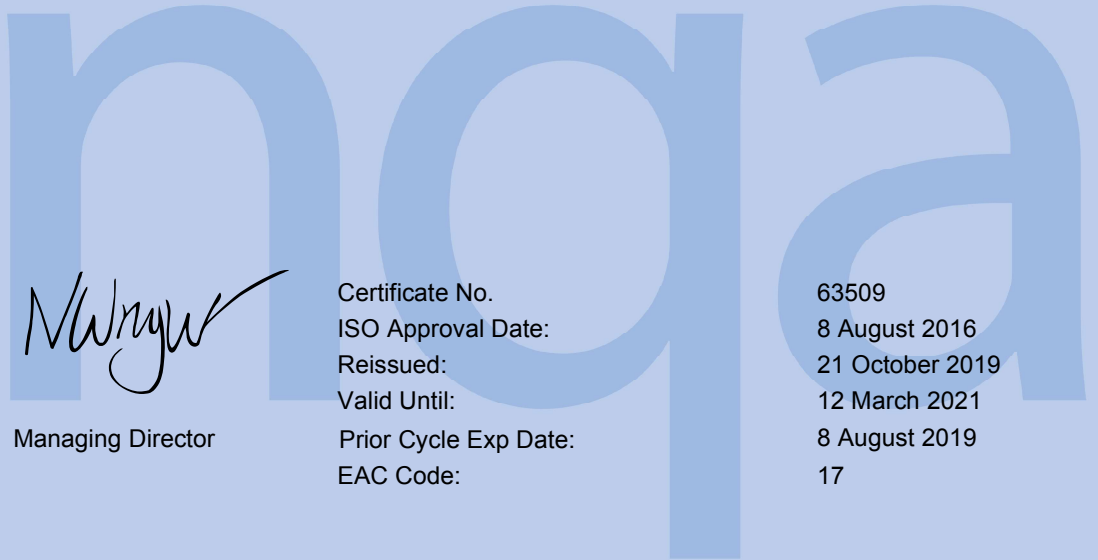 nqa
Certificate No. 63509
ISO Approval Date: 8 August 2016
Reissued: 21 October 2019
Valid Until: 12 March 2021
Managing Director Prior Cycle Exp Date: 8 August 2019
EAC Code: 17